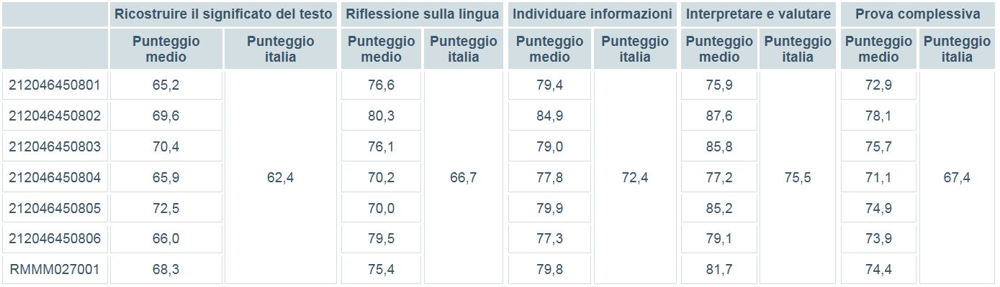 Ricostruire il significato del testo Riflessione sulla lingua Individuare informazioni Interpretare e valutare Prova complessiva
Punteggio medio Punteggio italia Punteggio medio Punteggio italia Punteggio medio Punteggio italia Punteggio medio Punteggio italia Punteggio medio Punteggio italia
212046450801 65,2 76,6 79,4 75,9 72,9
212046450802 69,6 80,3 84,9 87,6 78,1
212046450803 70,4 76,1 79,0 85,8 75,7
212046450804 65,9 62,4 70,2 66,7 77,8 72,4 77,2 75,5 71,1 67,4
212046450805 72,5 70,0 79,9 85,2 74,9
212046450806 66,0 79,5 77,3 79,1 73,9
RMMM027001 68,3 75,4 79,8 81,7 74,4